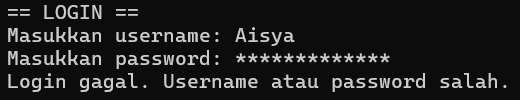 == LOGIN ==
Masukkan username: Aisya
Masukkan password: *************
Login gagal. Username atau password salah.